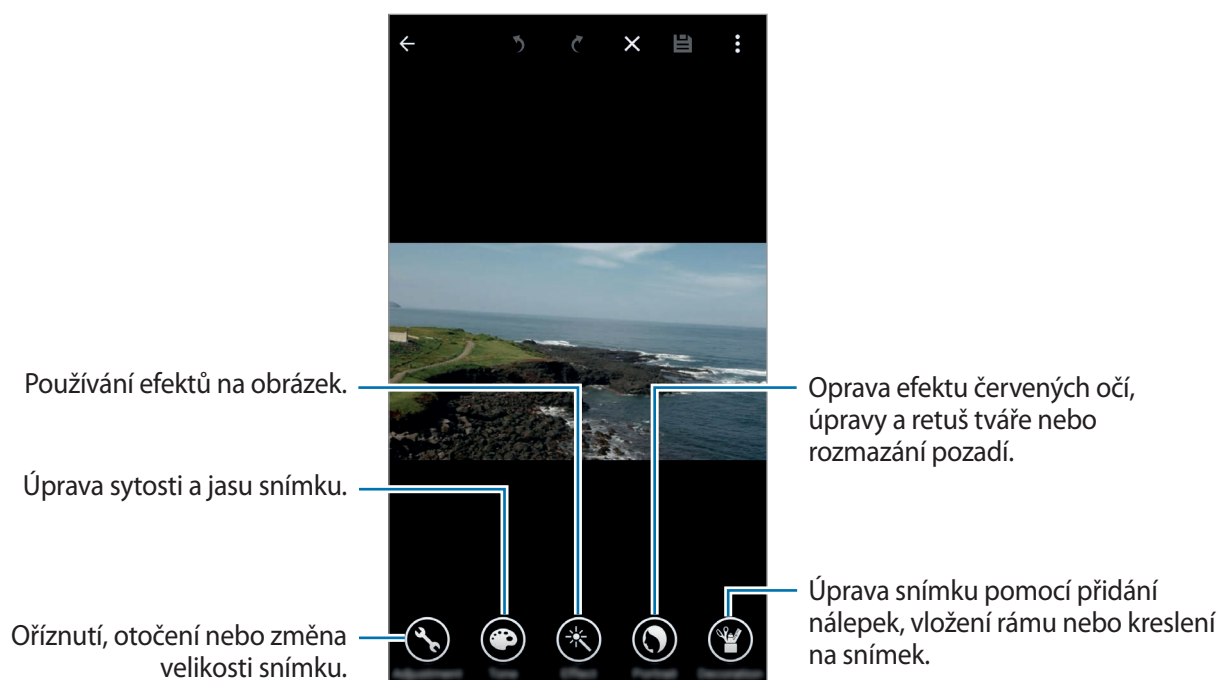 Používání efektů na obrázek.
Úprava sytosti a jasu snímku.
Oříznutí, otočení nebo změna
velikosti snímku.
Oprava efektu červených očí,
úpravy a retuš tváře nebo
rozmazání pozadí.
Úprava snímku pomocí přidání
nálepek, vložení rámu nebo kreslení
na snímek.